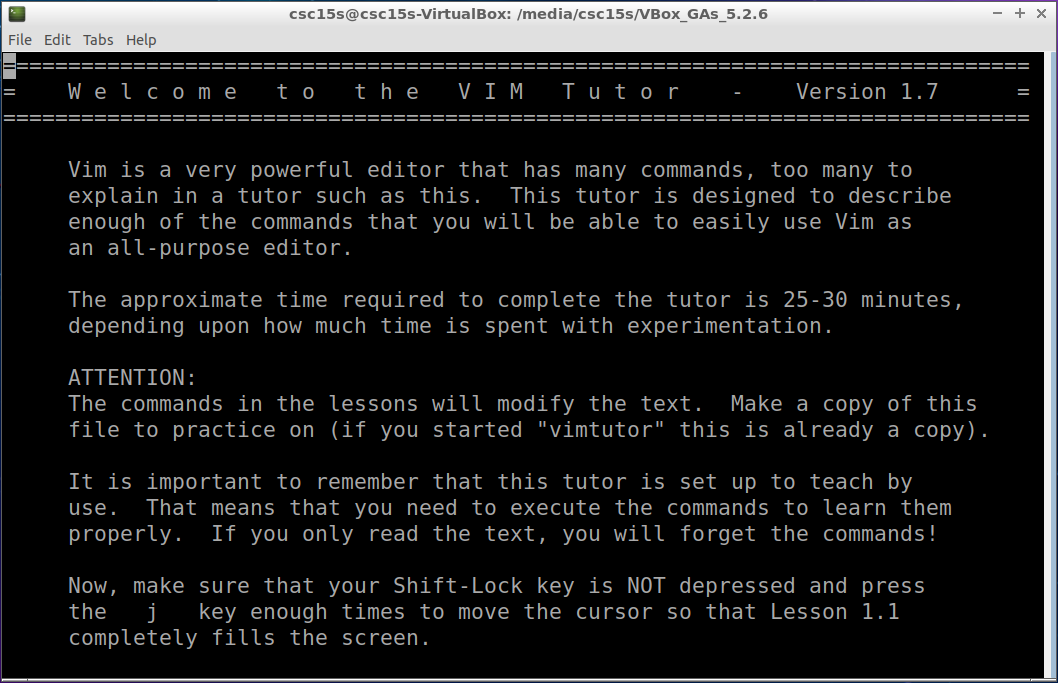 csc15s@csc15s-VirtualBox: /media/csc15s/VBox_GAs_5.2.6
File Edit Tabs Help
===============================================================================
=    W e l c o m e   t o   t h e   V I M   T u t o r    -    Version 1.7      =
===============================================================================
Vim is a very powerful editor that has many commands, too many to
explain in a tutor such as this.  This tutor is designed to describe
enough of the commands that you will be able to easily use Vim as
an all-purpose editor.
The approximate time required to complete the tutor is 25-30 minutes,
depending upon how much time is spent with experimentation.
ATTENTION:
The commands in the lessons will modify the text.  Make a copy of this
file to practice on (if you started "vimtutor" this is already a copy).
It is important to remember that this tutor is set up to teach by
use.  That means that you need to execute the commands to learn them
properly.  If you only read the text, you will forget the commands!
Now, make sure that your Shift-Lock key is NOT depressed and press
the   j   key enough times to move the cursor so that Lesson 1.1
completely fills the screen.